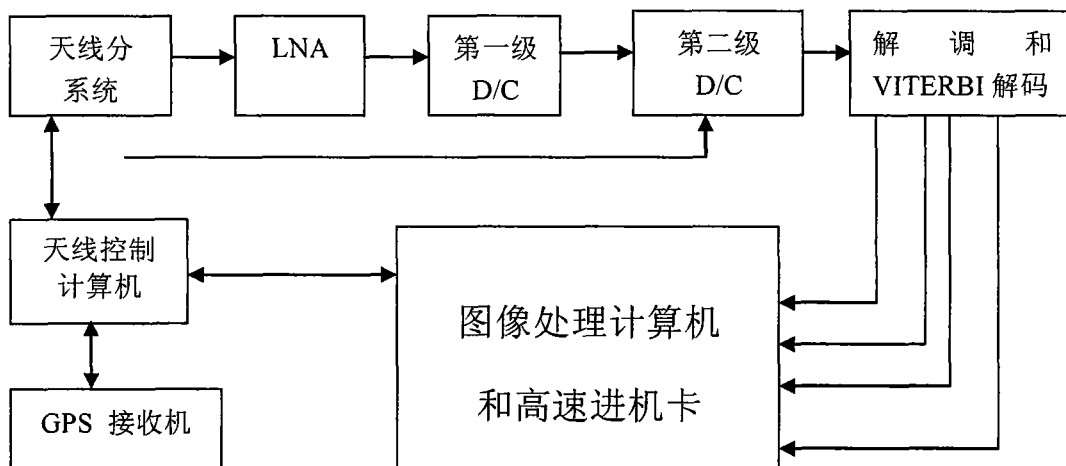 天线分
系统
LNA
第一级
D/C
第二级
D/C
解 调 和
VITERBI 解码
天线控制
计算机
图像处理计算机
和高速进机卡
GPS 接收机